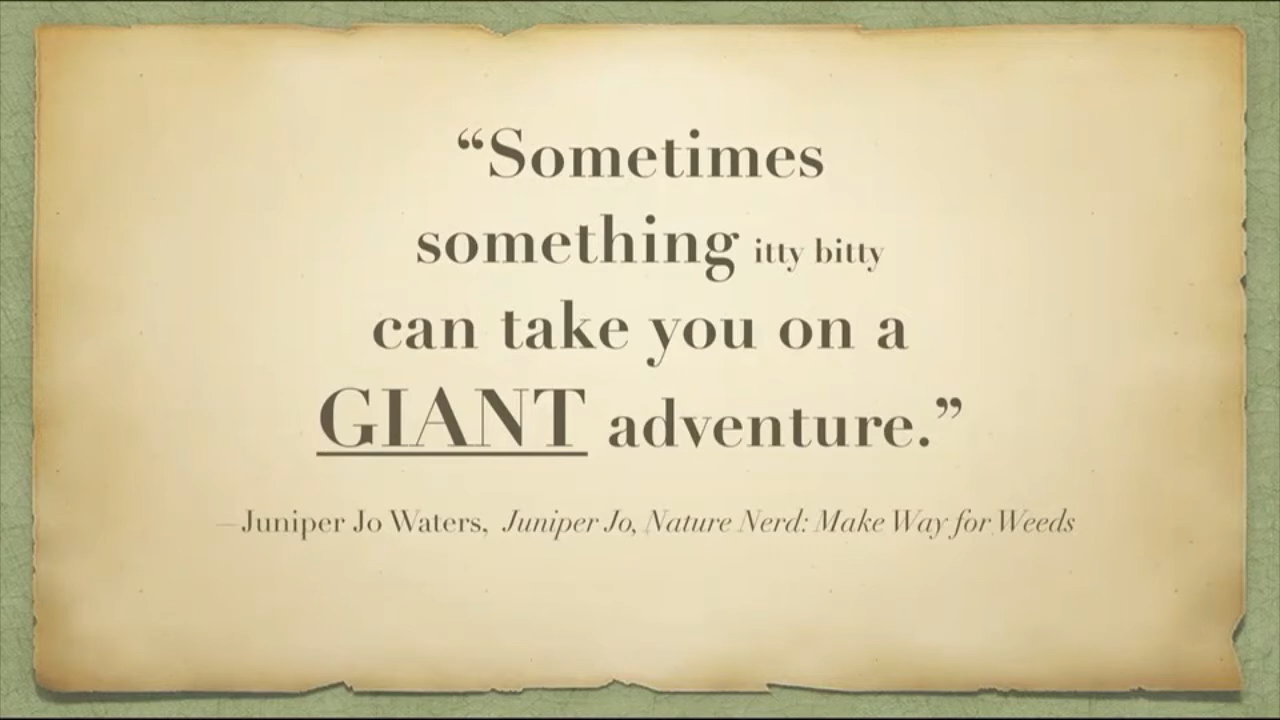 “Sometimes
something itty bitty
can take you on a
GIANT adventure.”
—Juniper Jo Waters, Juniper Jo, Nature Nerd: Make Way for Weeds